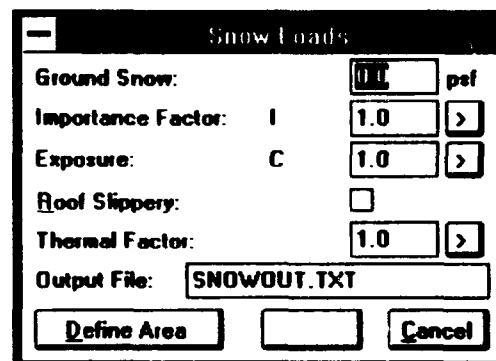 Snow Loads
Ground Snow: psf
Importance Factor: I 1.0 >
Exposure: C 1.0 >
Roof Slippery:
Thermal Factor: 1.0 >
Output File: SNOWOUT.TXT
Define Area Cancel